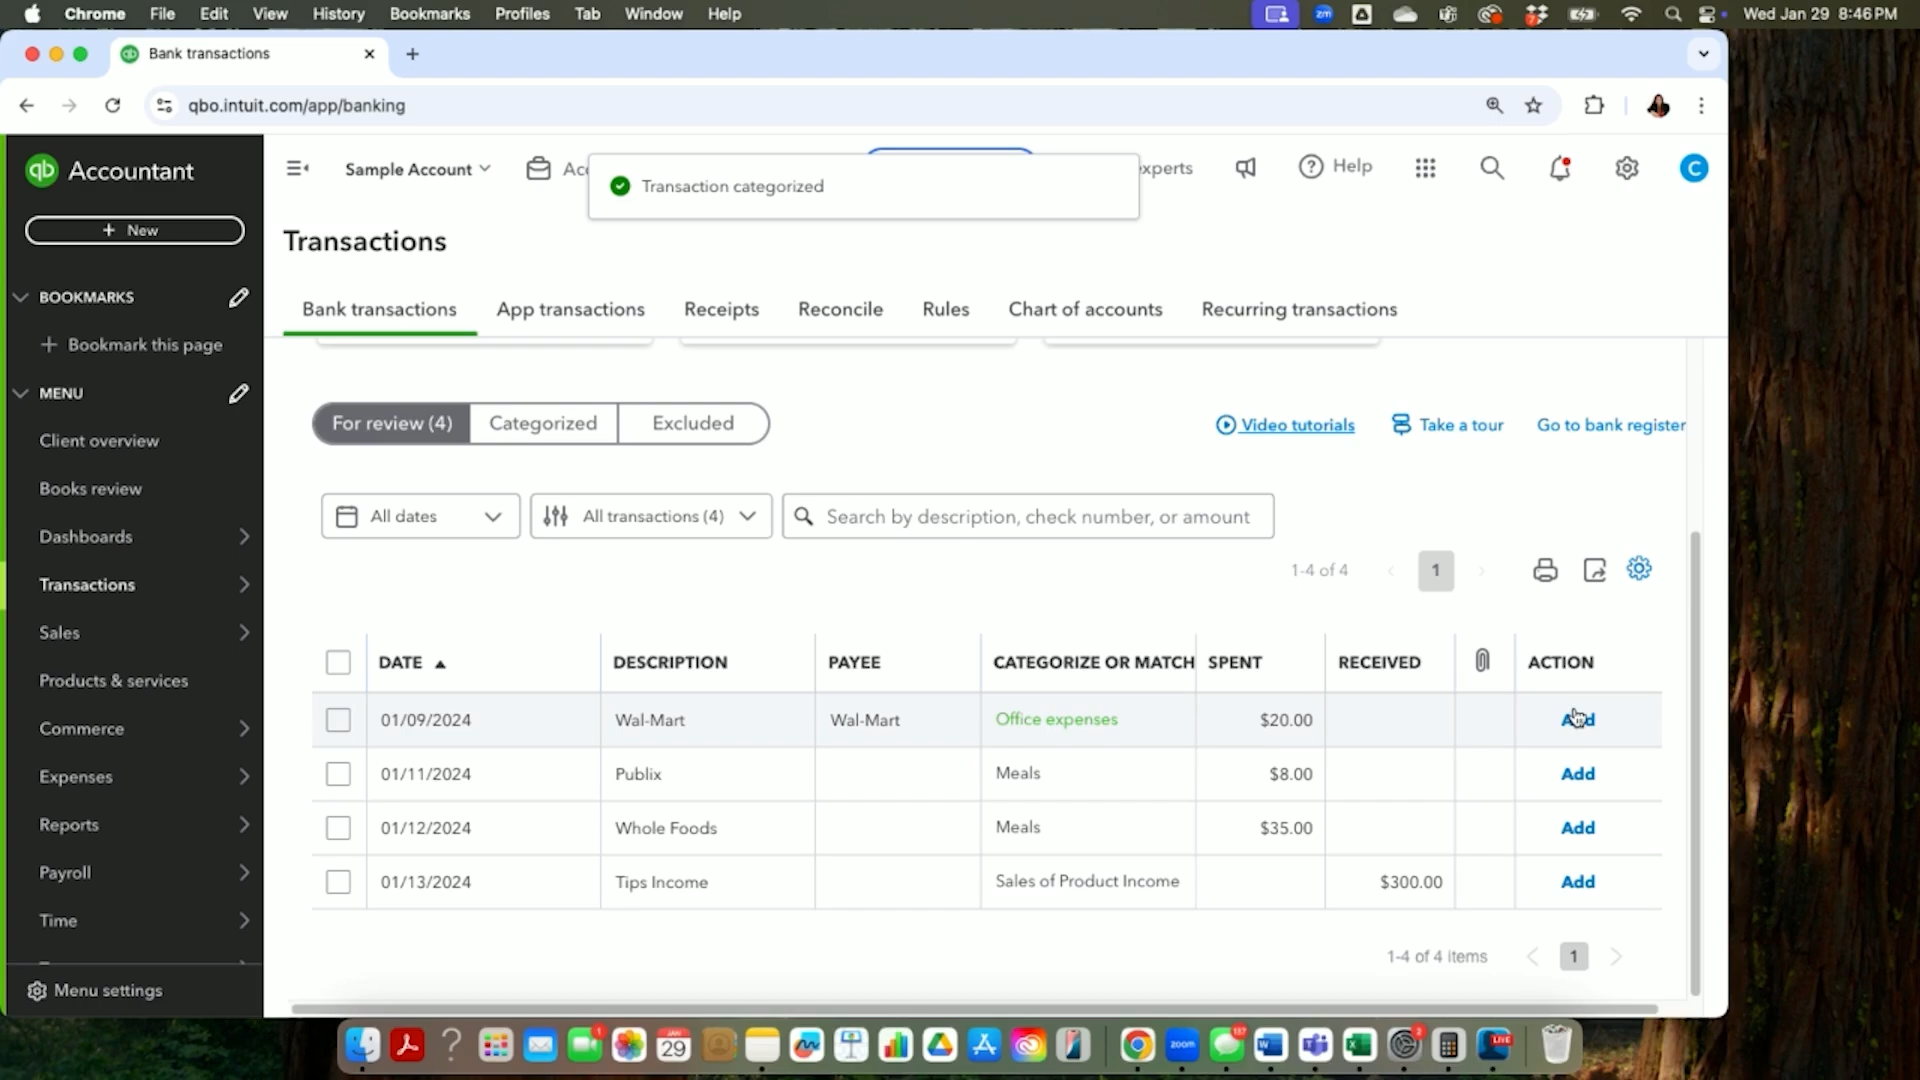 Chrome File Edit View History Bookmarks Profiles Tab Window Help
Wed Jan 29 8:46 PM
Bank transactions
qbo.intuit.com/app/banking
qb Accountant
+ New
BOOKMARKS
Bookmark this page
MENU
Client overview
Books review
Dashboards
Transactions
Sales
Products & services
Commerce
Expenses
Reports
Payroll
Time
Menu settings
Sample Account
Transaction categorized
Help
C
Transactions
Bank transactions App transactions Receipts Reconcile Rules Chart of accounts Recurring transactions
For review (4) Categorized Excluded
Video tutorials Take a tour Go to bank register
All dates All transactions (4) Search by description, check number, or amount
1-4 of 4 1
DATE DESCRIPTION PAYEE CATEGORIZE OR MATCH SPENT RECEIVED ACTION
01/09/2024 Wal-Mart Wal-Mart Office expenses $20.00 Add
01/11/2024 Publix Meals $8.00 Add
01/12/2024 Whole Foods Meals $35.00 Add
01/13/2024 Tips Income Sales of Product Income $300.00 Add
1-4 of 4 items 1
JAN
29
zoom
LIVE